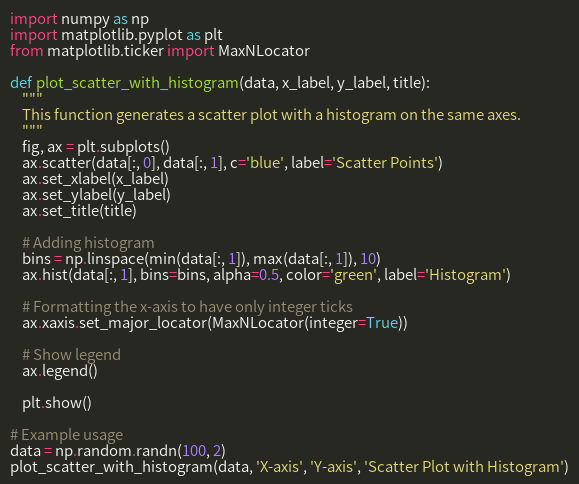 import numpy as np
import matplotlib.pyplot as plt
from matplotlib.ticker import MaxNLocator

def plot_scatter_with_histogram(data, x_label, y_label, title):
    """
    This function generates a scatter plot with a histogram on the same axes.
    """
    fig, ax = plt.subplots()
    ax.scatter(data[:, 0], data[:, 1], c='blue', label='Scatter Points')
    ax.set_xlabel(x_label)
    ax.set_ylabel(y_label)
    ax.set_title(title)

    # Adding histogram
    bins = np.linspace(min(data[:, 1]), max(data[:, 1]), 10)
    ax.hist(data[:, 1], bins=bins, alpha=0.5, color='green', label='Histogram')

    # Formatting the x-axis to have only integer ticks
    ax.xaxis.set_major_locator(MaxNLocator(integer=True))

    # Show legend
    ax.legend()

    plt.show()

# Example usage
data = np.random.randn(100, 2)
plot_scatter_with_histogram(data, 'X-axis', 'Y-axis', 'Scatter Plot with Histogram')